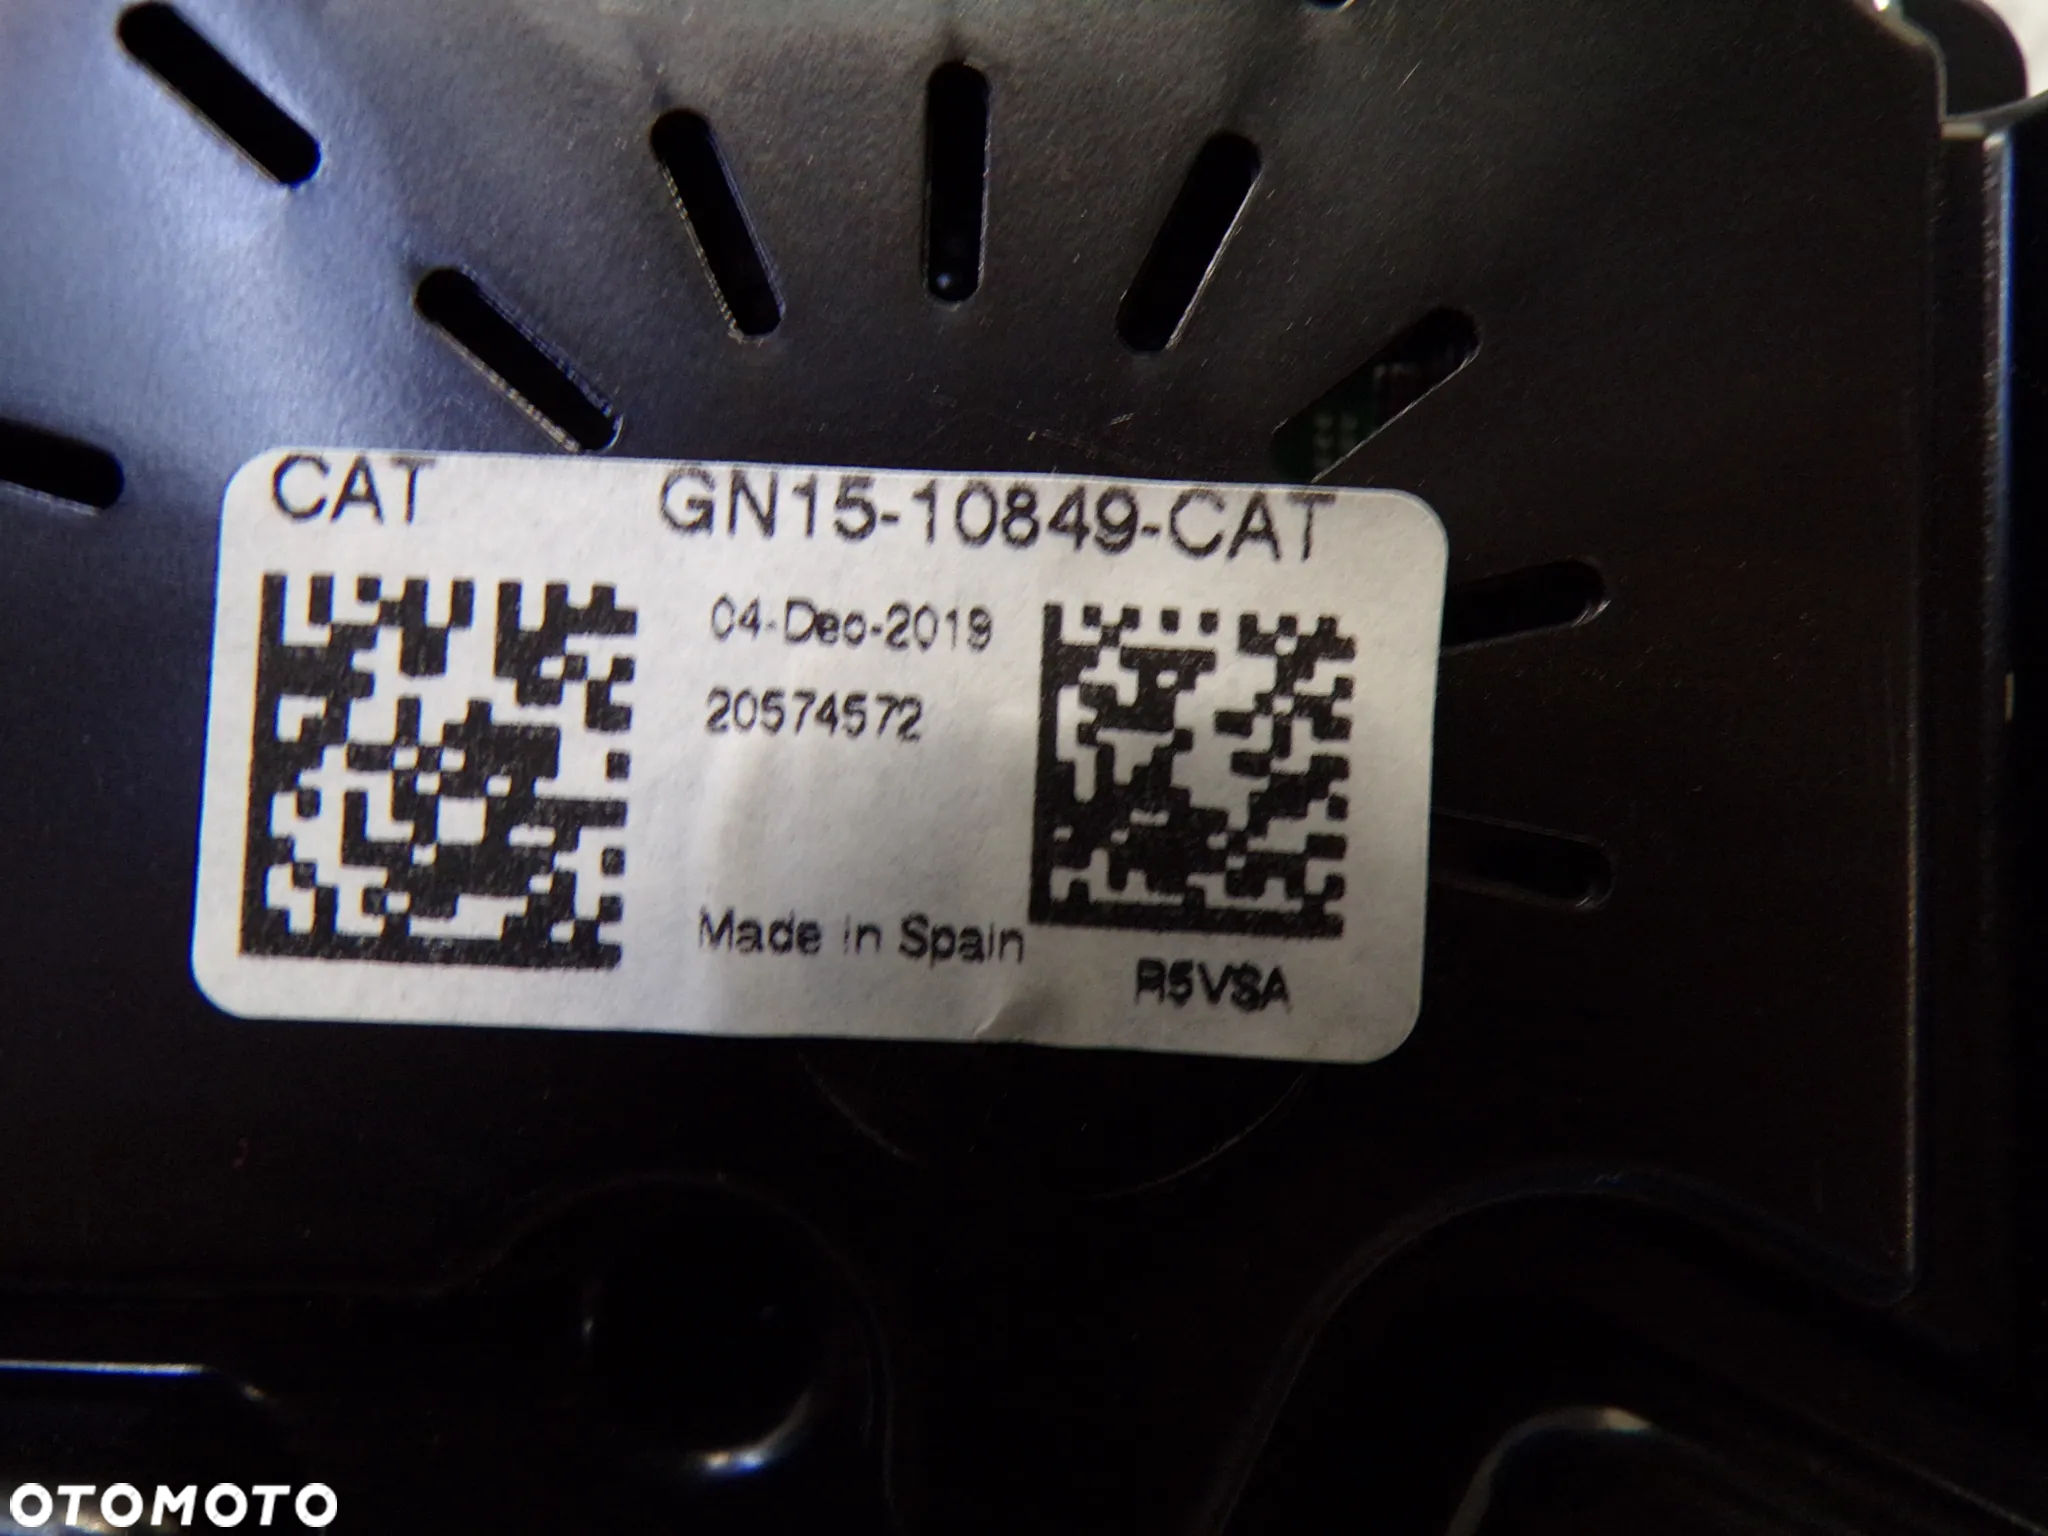 CAT GN15-10849-CAT
04-Dec-2019
20574572
Made in Spain
R5VSA
OTOMOTO